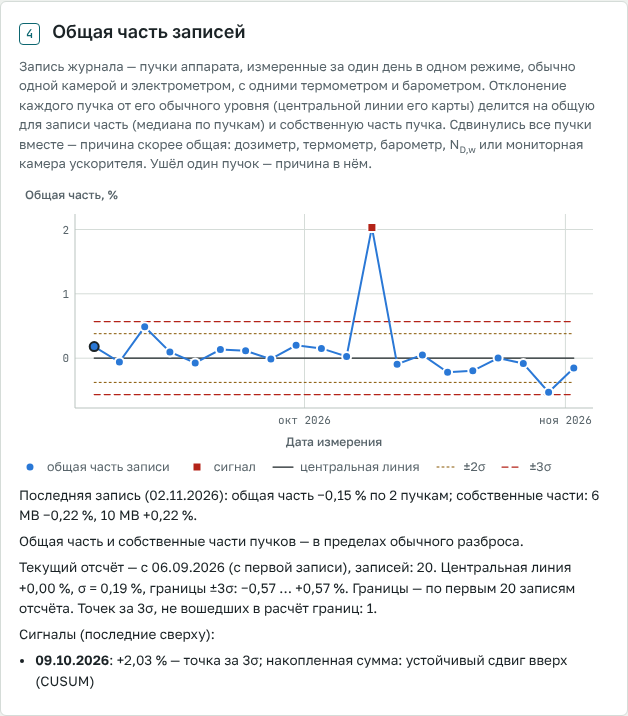 4 Общая часть записей
Запись журнала — пучки аппарата, измеренные за один день в одном режиме, обычно
одной камерой и электрометром, с одними термометром и барометром. Отклонение
каждого пучка от его обычного уровня (центральной линии его карты) делится на общую
для записи часть (медиана по пучкам) и собственную часть пучка. Сдвинулись все пучки
вместе — причина скорее общая: дозиметр, термометр, барометр, N_D,w или мониторная
камера ускорителя. Ушёл один пучок — причина в нём.
Общая часть, %
2
1
0
окт 2026 ноя 2026
Дата измерения
общая часть записи сигнал центральная линия ±2σ ±3σ
Последняя запись (02.11.2026): общая часть −0,15 % по 2 пучкам; собственные части: 6
МВ −0,22 %, 10 МВ +0,22 %.
Общая часть и собственные части пучков — в пределах обычного разброса.
Текущий отсчёт — с 06.09.2026 (с первой записи), записей: 20. Центральная линия
+0,00 %, σ = 0,19 %, границы ±3σ: −0,57 … +0,57 %. Границы — по первым 20 записям
отсчёта. Точек за 3σ, не вошедших в расчёт границ: 1.
Сигналы (последние сверху):
• 09.10.2026: +2,03 % — точка за 3σ; накопленная сумма: устойчивый сдвиг вверх
(CUSUM)